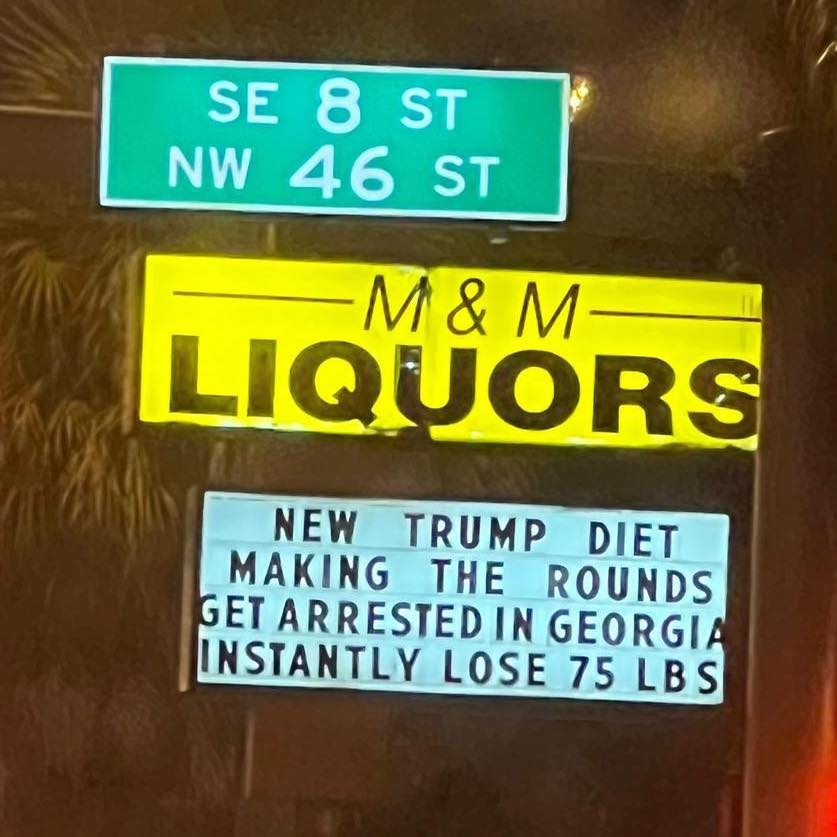 SE 8 ST
NW 46 ST
M & M
LIQUORS
NEW TRUMP DIET
MAKING THE ROUNDS
GET ARRESTED IN GEORGIA
INSTANTLY LOSE 75 LBS